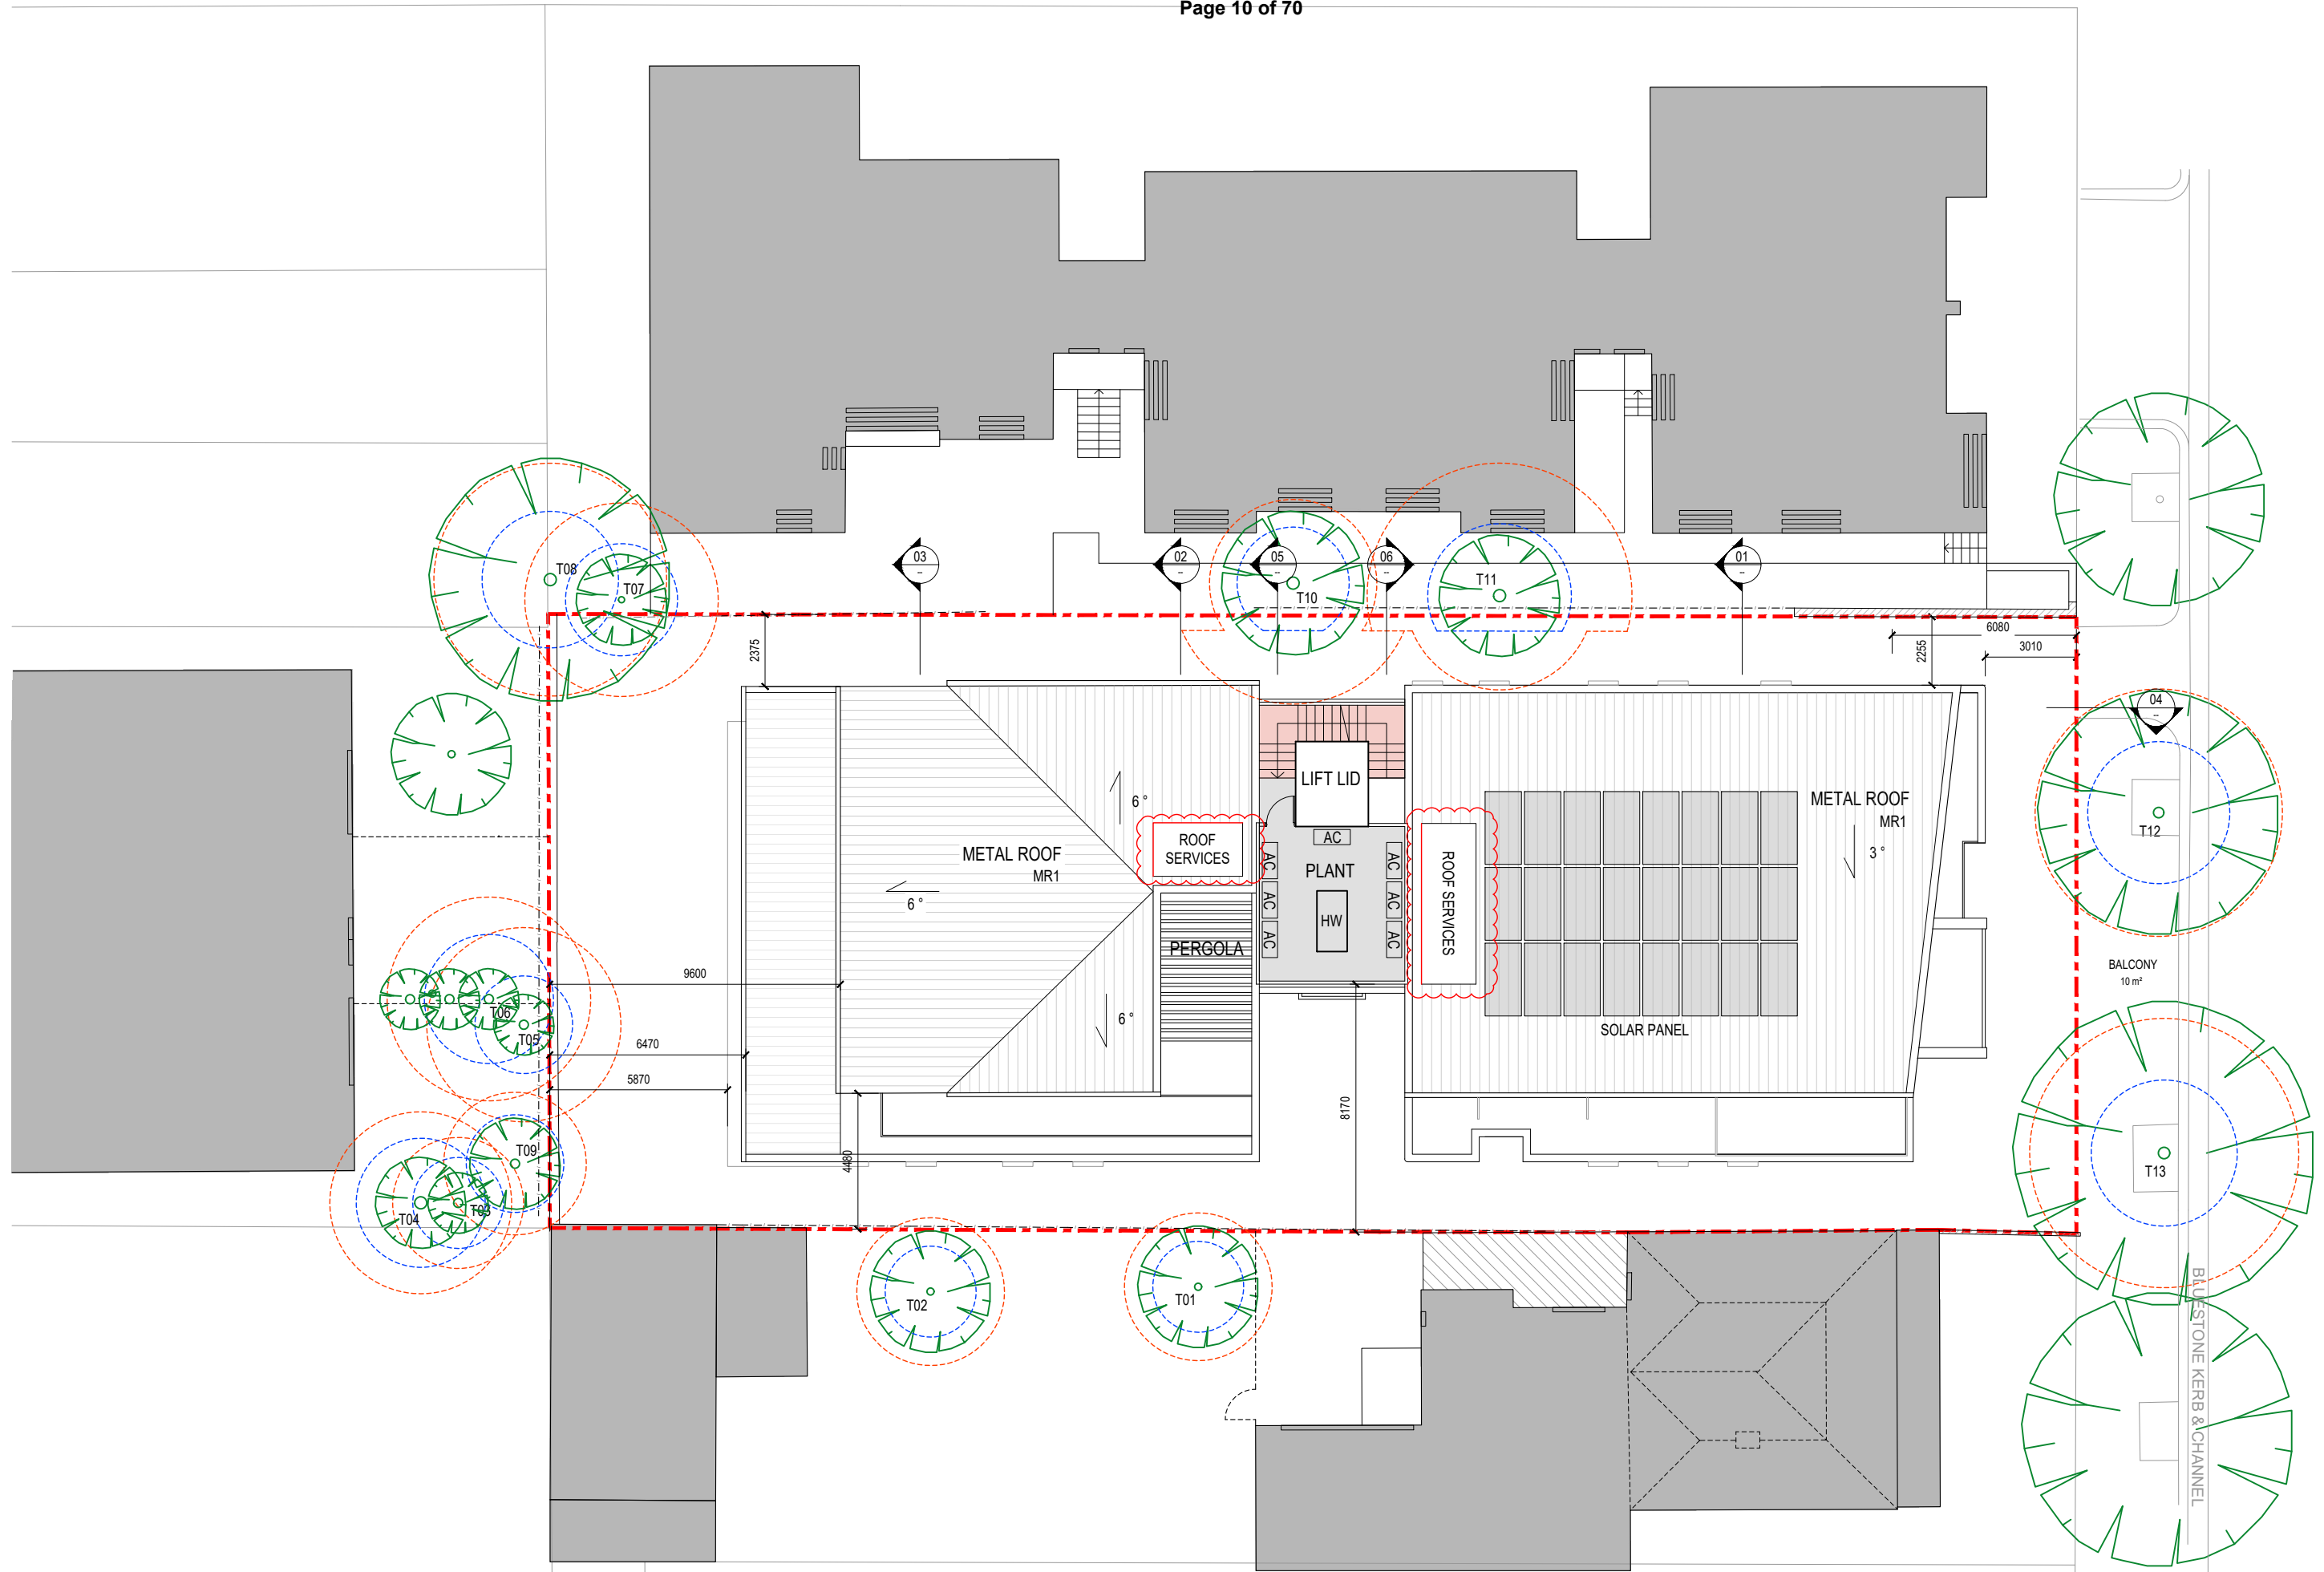 Page 10 of 70
T08
T07
03
--
02
--
05
--
06
--
01
--
T10
T11
2375
2255
6080
3010
04
--
LIFT LID
6 °
METAL ROOF
MR1
6 °
ROOF
SERVICES
AC
AC
AC
AC
PLANT
HW
AC
AC
AC
ROOF SERVICES
METAL ROOF
MR1
3 °
T12
PERGOLA
6 °
BALCONY
10 m²
SOLAR PANEL
9600
6470
5870
4480
8170
T06
T05
T09
T04
T03
T02
T01
T13
BLUESTONE KERB & CHANNEL